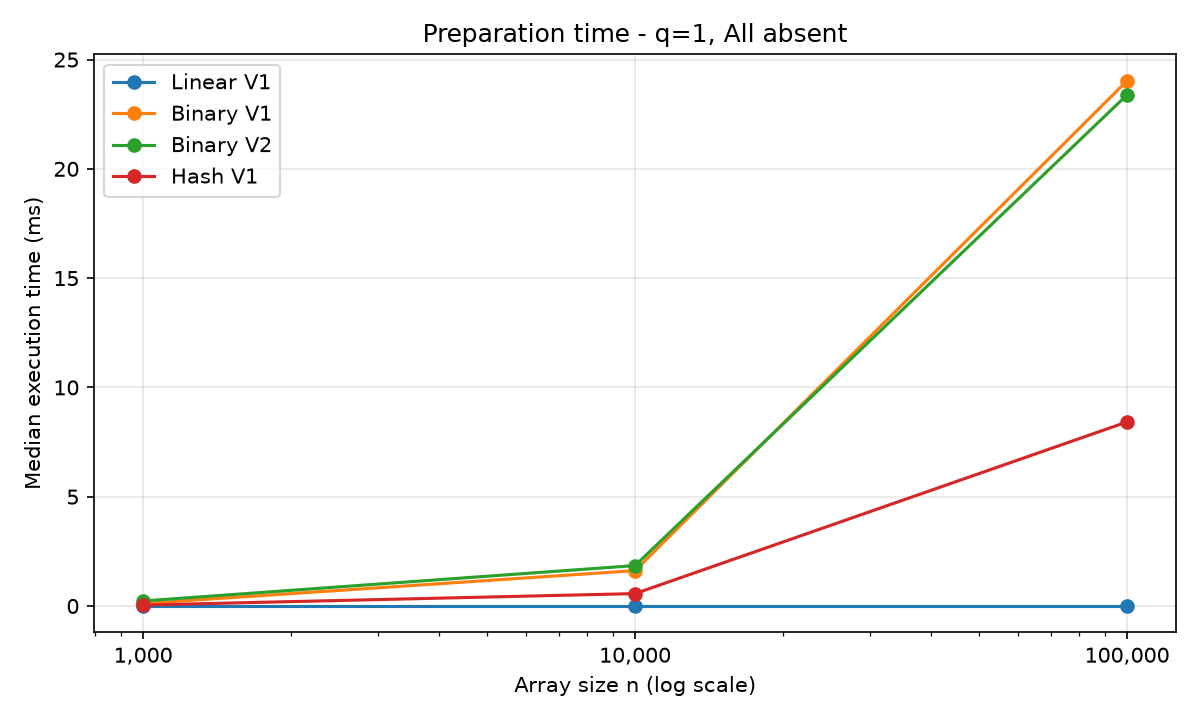 Preparation time - q=1, All absent
Median execution time (ms)
25
20
15
10
5
0
Linear V1
Binary V1
Binary V2
Hash V1
1,000
10,000
100,000
Array size n (log scale)